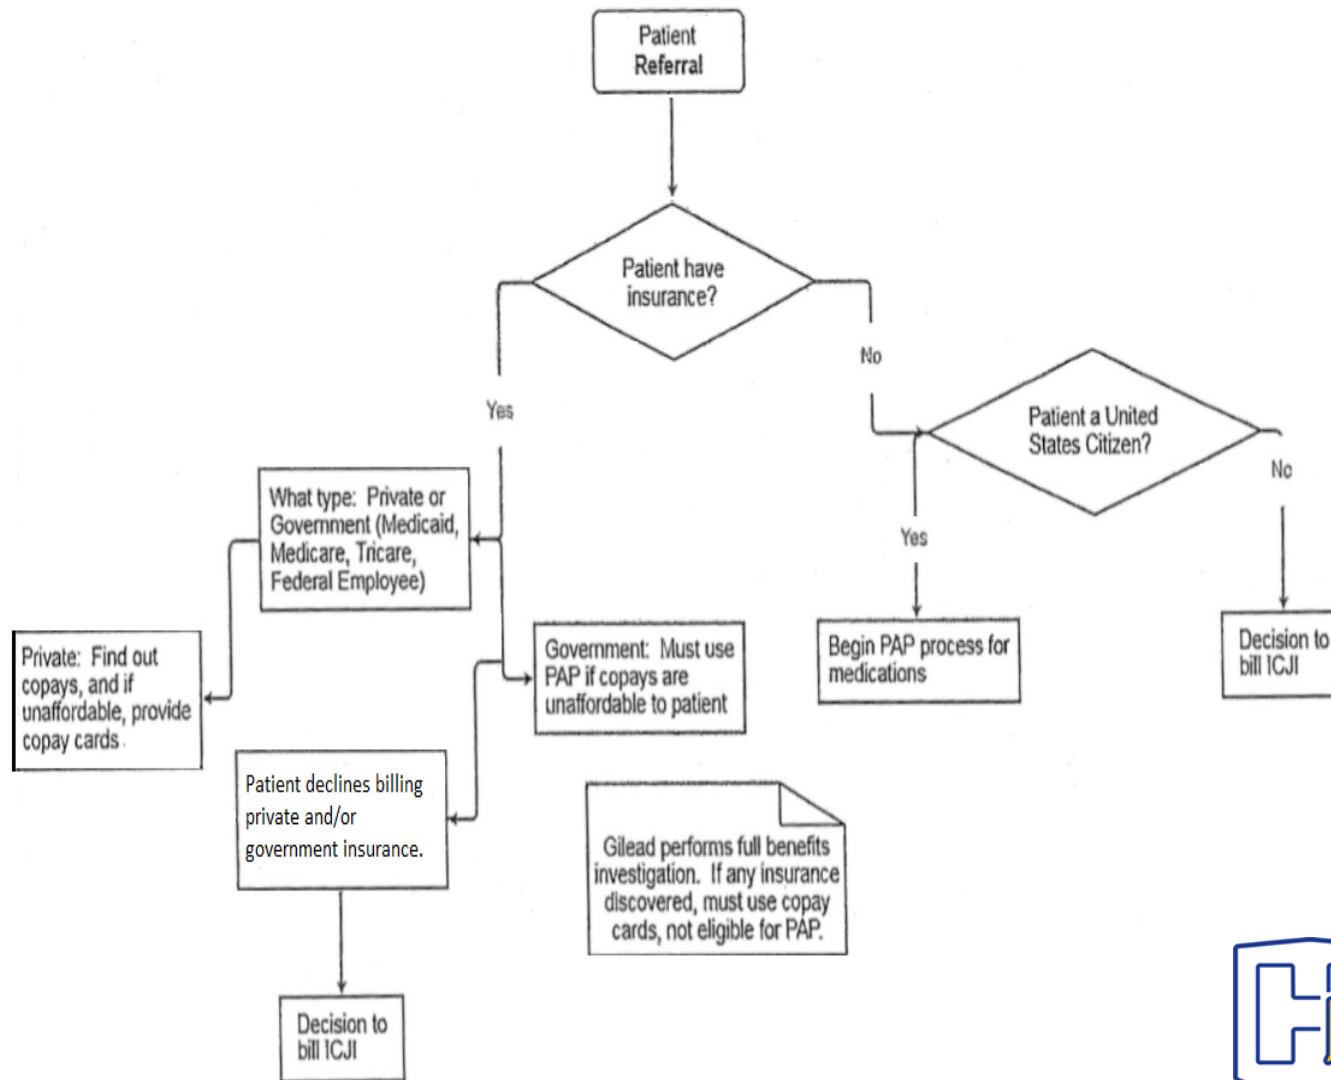 Patient
Referral
Patient have
insurance?
No
Yes
Patient a United
States Citizen?
No
Yes
What type: Private or
Government (Medicaid,
Medicare, Tricare,
Federal Employee)
Private: Find out
copays, and if
unaffordable, provide
copay cards.
Government: Must use
PAP if copays are
unaffordable to patient
Begin PAP process for
medications
Decision to
bill ICJI
Patient declines billing
private and/or
government insurance.
Gilead performs full benefits
investigation. If any insurance
discovered, must use copay
cards, not eligible for PAP.
Decision to
bill ICJI